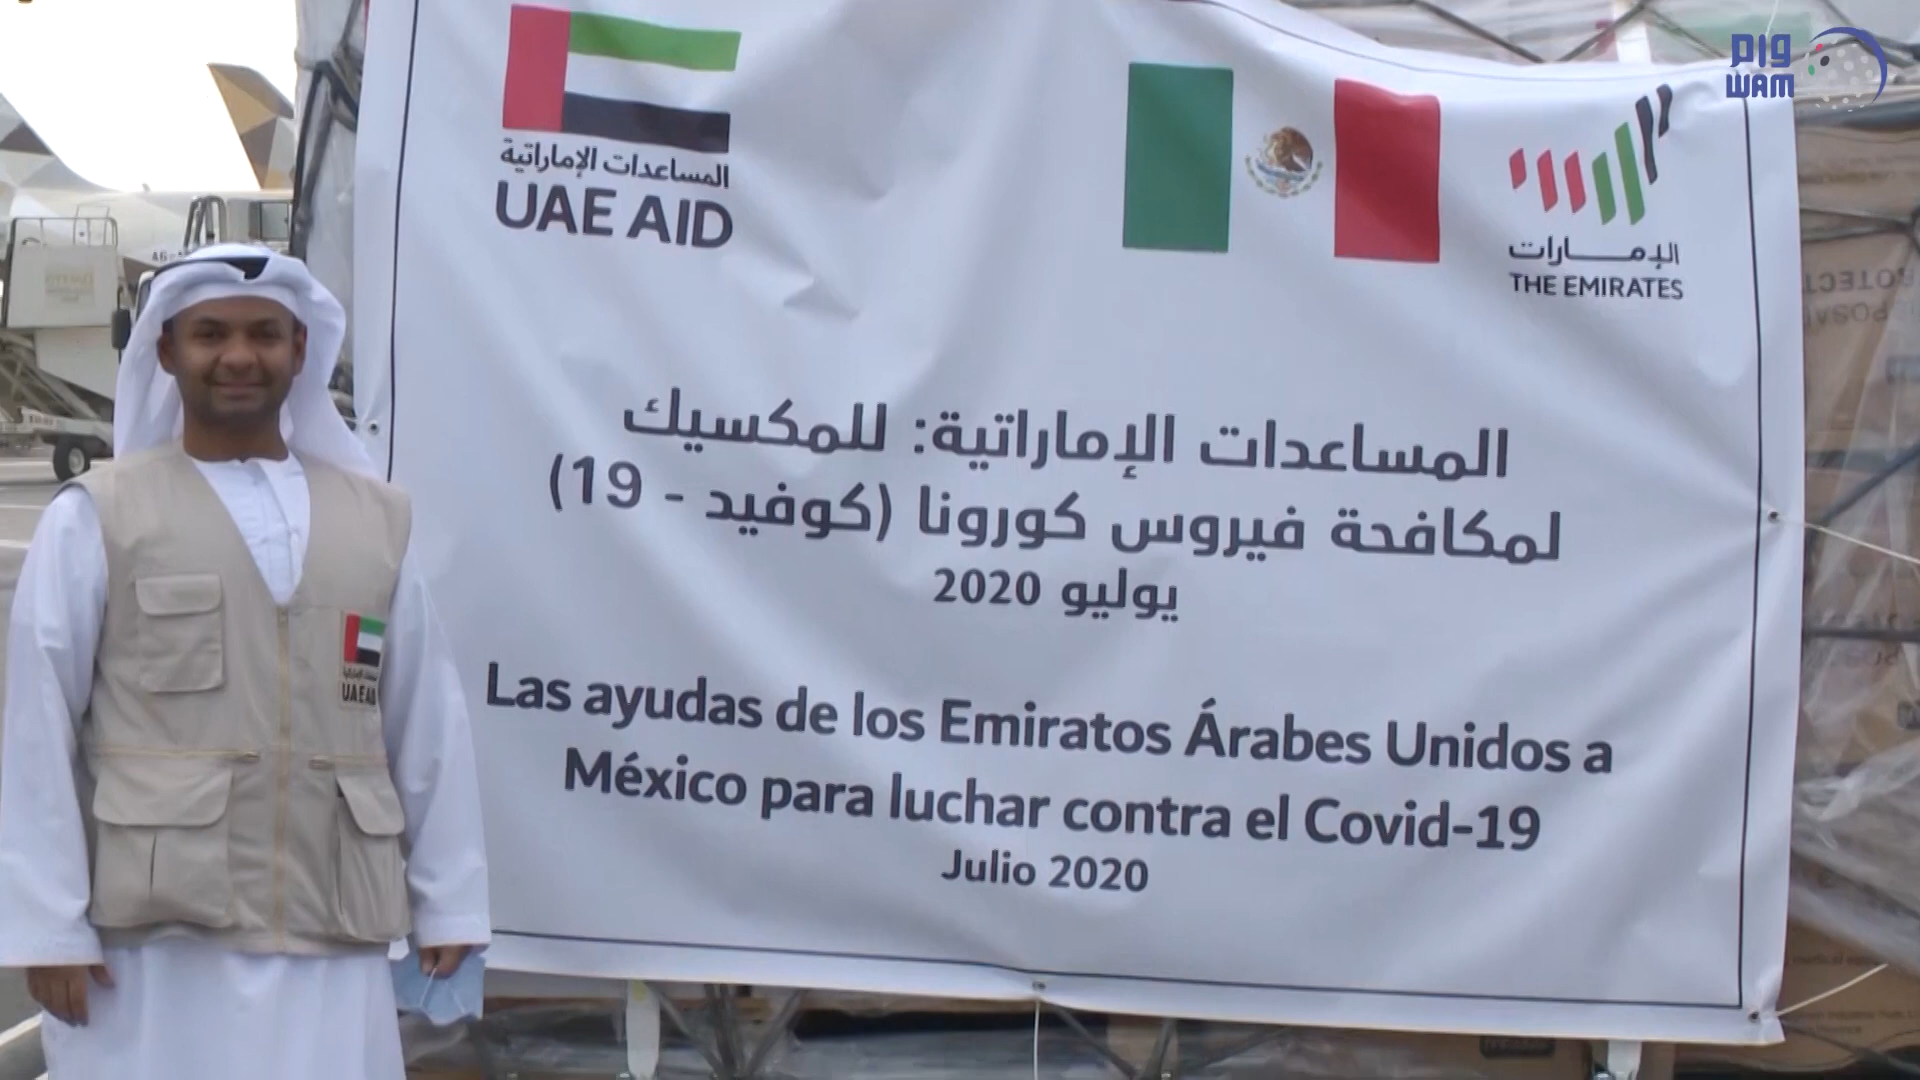 وام
WAM
المساعدات الإماراتية
UAE AID
الإمارات
THE EMIRATES
المساعدات الإماراتية: للمكسيك
لمكافحة فيروس كورونا (كوفيد - 19)
يوليو 2020
Las ayudas de los Emiratos Árabes Unidos a
México para luchar contra el Covid-19
Julio 2020
UAE AID
A6-